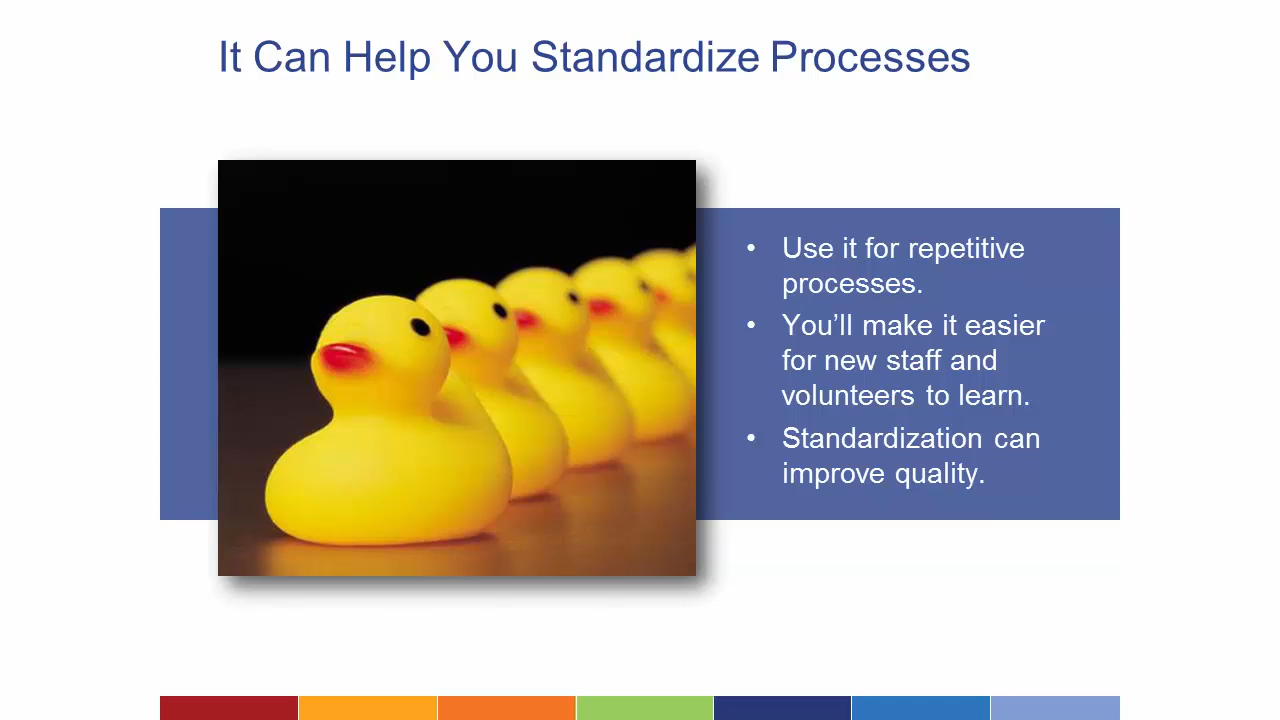 It Can Help You Standardize Processes
• Use it for repetitive
processes.
• You’ll make it easier
for new staff and
volunteers to learn.
• Standardization can
improve quality.